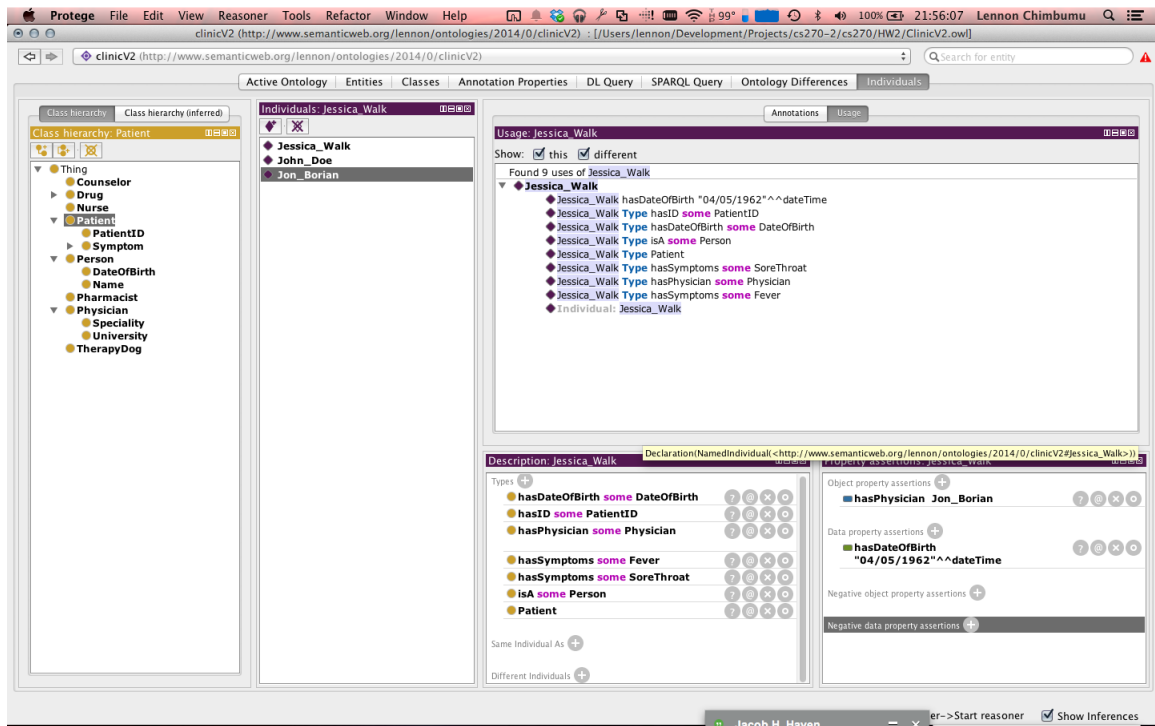 Protege File Edit View Reasoner Tools Refactor Window Help 99° 100% 21:56:07 Lennon Chimbumu
clinicV2 (http://www.semanticweb.org/lennon/ontologies/2014/0/clinicV2) : [/Users/lennon/Development/Projects/cs270-2/cs270/HW2/ClinicV2.owl]
clinicV2 (http://www.semanticweb.org/lennon/ontologies/2014/0/clinicV2) Search for entity
Active Ontology Entities Classes Annotation Properties DL Query SPARQL Query Ontology Differences Individuals
Class hierarchy Class hierarchy (inferred)
Class hierarchy: Patient
Thing
Counselor
Drug
Nurse
Patient
PatientID
Symptom
Person
DateOfBirth
Name
Pharmacist
Physician
Speciality
University
TherapyDog
Individuals: Jessica_Walk
Jessica_Walk
John_Doe
Jon_Borian
Annotations Usage
Usage: Jessica_Walk
Show: this different
Found 9 uses of Jessica_Walk
Jessica_Walk
Jessica_Walk hasDateOfBirth "04/05/1962"^^dateTime
Jessica_Walk Type hasID some PatientID
Jessica_Walk Type hasDateOfBirth some DateOfBirth
Jessica_Walk Type isA some Person
Jessica_Walk Type Patient
Jessica_Walk Type hasSymptoms some SoreThroat
Jessica_Walk Type hasPhysician some Physician
Jessica_Walk Type hasSymptoms some Fever
Individual: Jessica_Walk
Declaration(NamedIndividual(<http://www.semanticweb.org/lennon/ontologies/2014/0/clinicV2#Jessica_Walk>))
Description: Jessica_Walk
Types
hasDateOfBirth some DateOfBirth
hasID some PatientID
hasPhysician some Physician
hasSymptoms some Fever
hasSymptoms some SoreThroat
isA some Person
Patient
Same Individual As
Different Individuals
Property assertions: Jessica_Walk
Object property assertions
hasPhysician Jon_Borian
Data property assertions
hasDateOfBirth
"04/05/1962"^^dateTime
Negative object property assertions
Negative data property assertions
Jacob H. Haven
er->Start reasoner Show Inferences